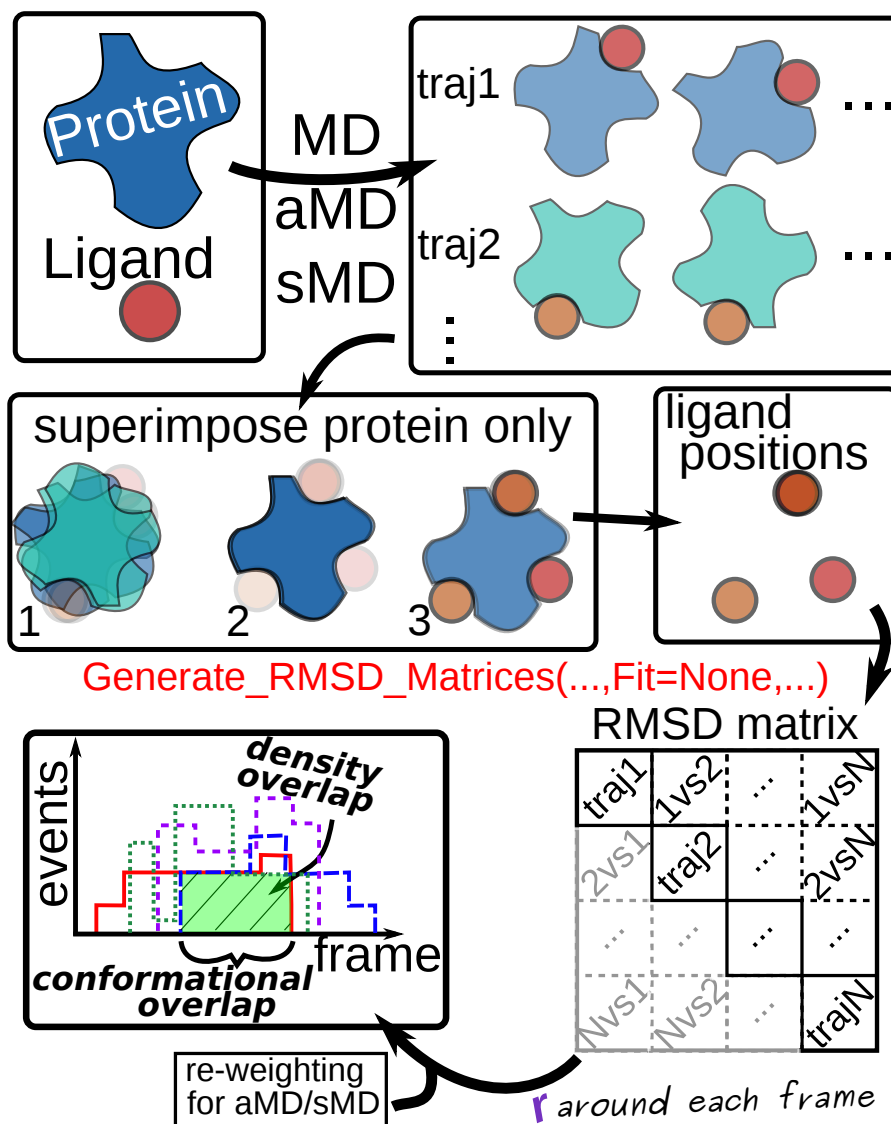 Protein
Ligand
MD
aMD
sMD
traj1
...
traj2
...
superimpose protein only
1
2
3
ligand
positions
Generate_RMSD_Matrices(...,Fit=None,...)
RMSD matrix
traj1
1vs2
...
1vsN
2vs1
traj2
...
2vsN
...
...
...
...
Nvs1
Nvs2
...
trajN
events
density
overlap
frame
conformational
overlap
re-weighting
for aMD/sMD
r around each frame